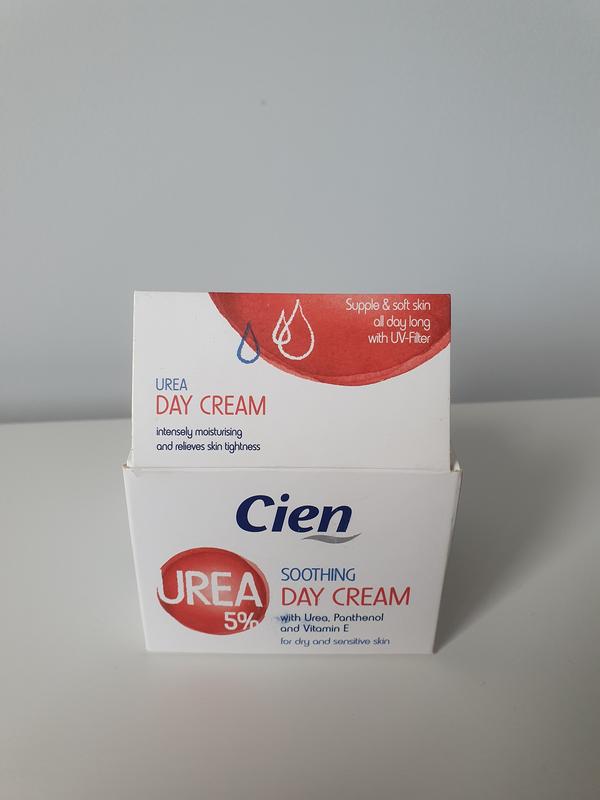 Supple & soft skin
all day long
with UV-Filter
UREA
DAY CREAM
intensely moisturising
and relieves skin tightness
Cien
UREA
5%
SOOTHING
DAY CREAM
with Urea, Panthenol
and Vitamin E
for dry and sensitive skin